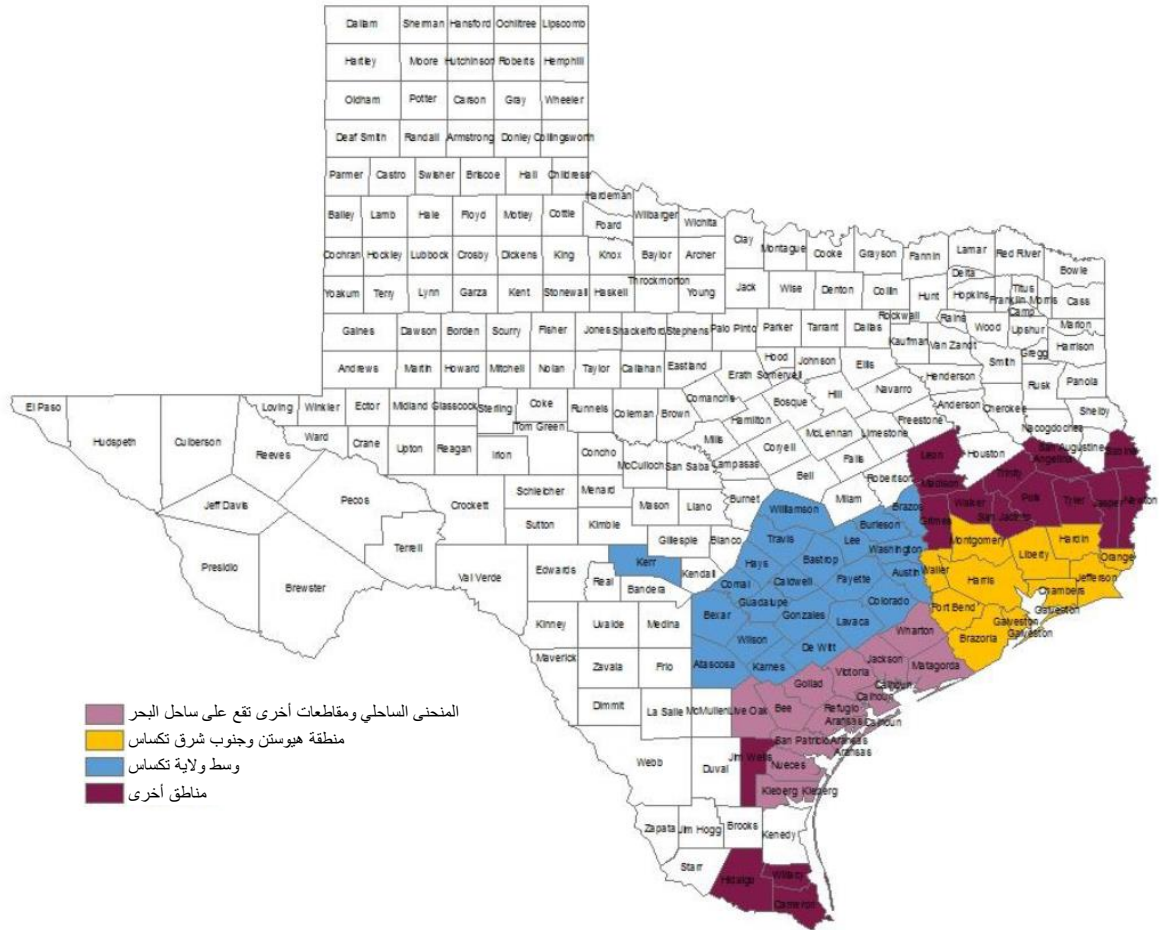 Dallam Sherman Hansford Ochiltree Lipscomb
Hartley Moore Hutchinson Roberts Hemphill
Oldham Potter Carson Gray Wheeler
Deaf Smith Randall Armstrong Donley Collingsworth
Parmer Castro Swisher Briscoe Hall Childress
Hardeman
Bailey Lamb Hale Floyd Motley Cottle Foard Wilbarger Wichita
Clay Montague Cooke Grayson Fannin Lamar Red River Bowie
Cochran Hockley Lubbock Crosby Dickens King Knox Baylor Archer
Delta Titus
Throckmorton
Yoakum Terry Lynn Garza Kent Stonewall Haskell Young Jack Wise Denton Collin Hunt Hopkins Franklin Morris Cass
Rockwall Rains Camp
Gaines Dawson Borden Scurry Fisher Jones Shackelford Stephens Palo Pinto Parker Tarrant Dallas Kaufman Van Zandt Wood Upshur Marion
Gregg Harrison
Andrews Martin Howard Mitchell Nolan Taylor Callahan Eastland Erath Hood Somervell Johnson Ellis Henderson Smith Rusk Panola
El Paso Hudspeth Culberson Loving Winkler Ector Midland Glasscock Sterling Coke Runnels Coleman Brown Comanche Hamilton Bosque Hill Navarro Freestone Anderson Cherokee Nacogdoches Shelby
Reeves Ward Crane Upton Reagan Irion Tom Green Concho McCulloch San Saba Mills Lampasas Coryell McLennan Limestone Falls Leon Houston Angelina San Augustine Sabine
Jeff Davis Pecos Crockett Schleicher Menard Mason Llano Burnet Bell Milam Robertson Madison Trinity Polk Tyler Jasper Newton
Sutton Kimble Gillespie Blanco Williamson Travis Lee Burleson Brazos Grimes Walker San Jacinto
Presidio Brewster Terrell Val Verde Edwards Real Kerr Kendall Bandera Hays Bastrop Washington Montgomery Liberty Hardin Orange
Comal Caldwell Fayette Austin Waller Harris Chambers Jefferson
Kinney Uvalde Medina Bexar Guadalupe Gonzales Lavaca Colorado Fort Bend Galveston
Galveston
Galveston
Wilson De Witt Wharton Brazoria
Maverick Zavala Frio Atascosa Karnes Victoria Jackson Matagorda
Dimmit La Salle McMullen Live Oak Bee Goliad Refugio Calhoun
Calhoun
Calhoun
Aransas
San Patricio Aransas
Aransas
Webb Duval Jim Wells Nueces
Kleberg Kleberg
Zapata Jim Hogg Brooks Kenedy
Starr Hidalgo Willacy
Cameron
المنحنى الساحلي ومقاطعات أخرى تقع على ساحل البحر
منطقة هيوستن وجنوب شرق تكساس
وسط ولاية تكساس
مناطق أخرى